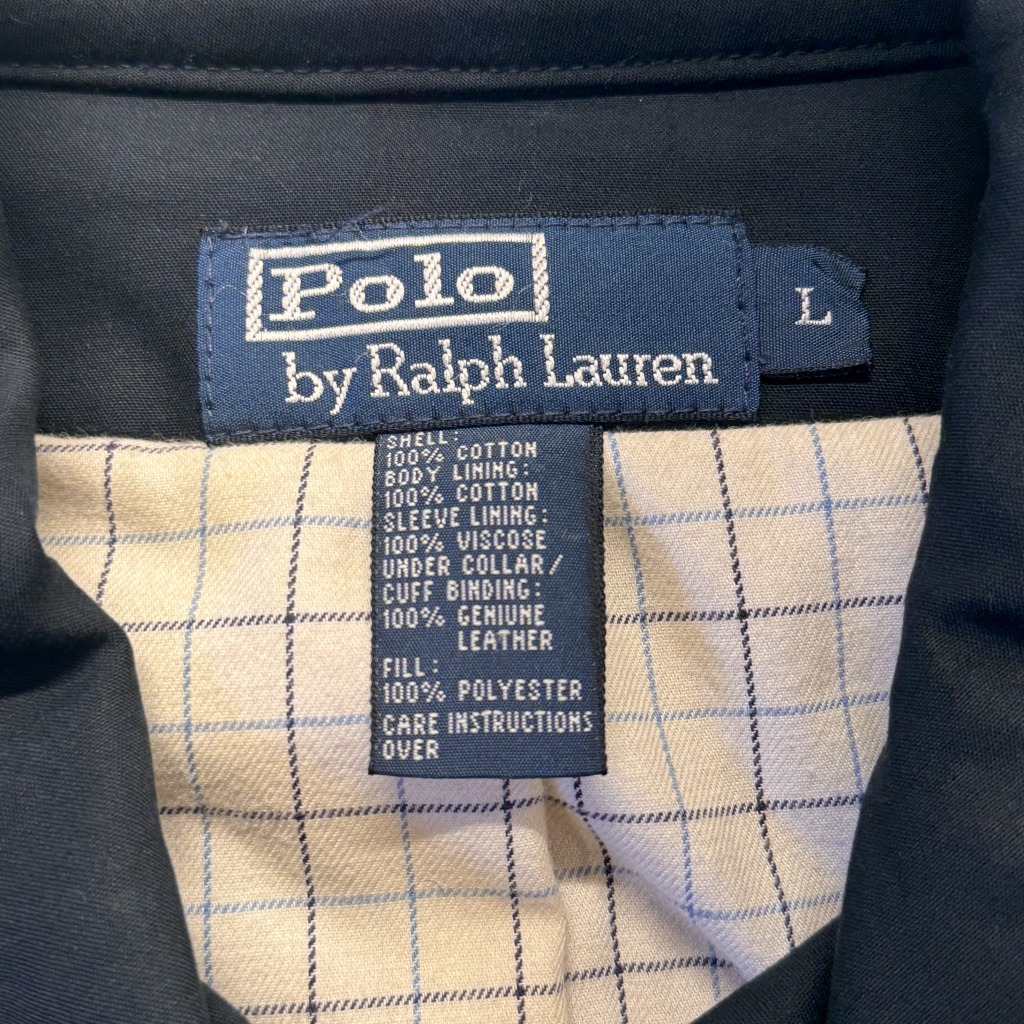 Polo
by Ralph Lauren
L
SHELL:
100% COTTON
BODY LINING:
100% COTTON
SLEEVE LINING:
100% VISCOSE
UNDER COLLAR/
CUFF BINDING:
100% GENIUNE
LEATHER
FILL:
100% POLYESTER
CARE INSTRUCTIONS
OVER